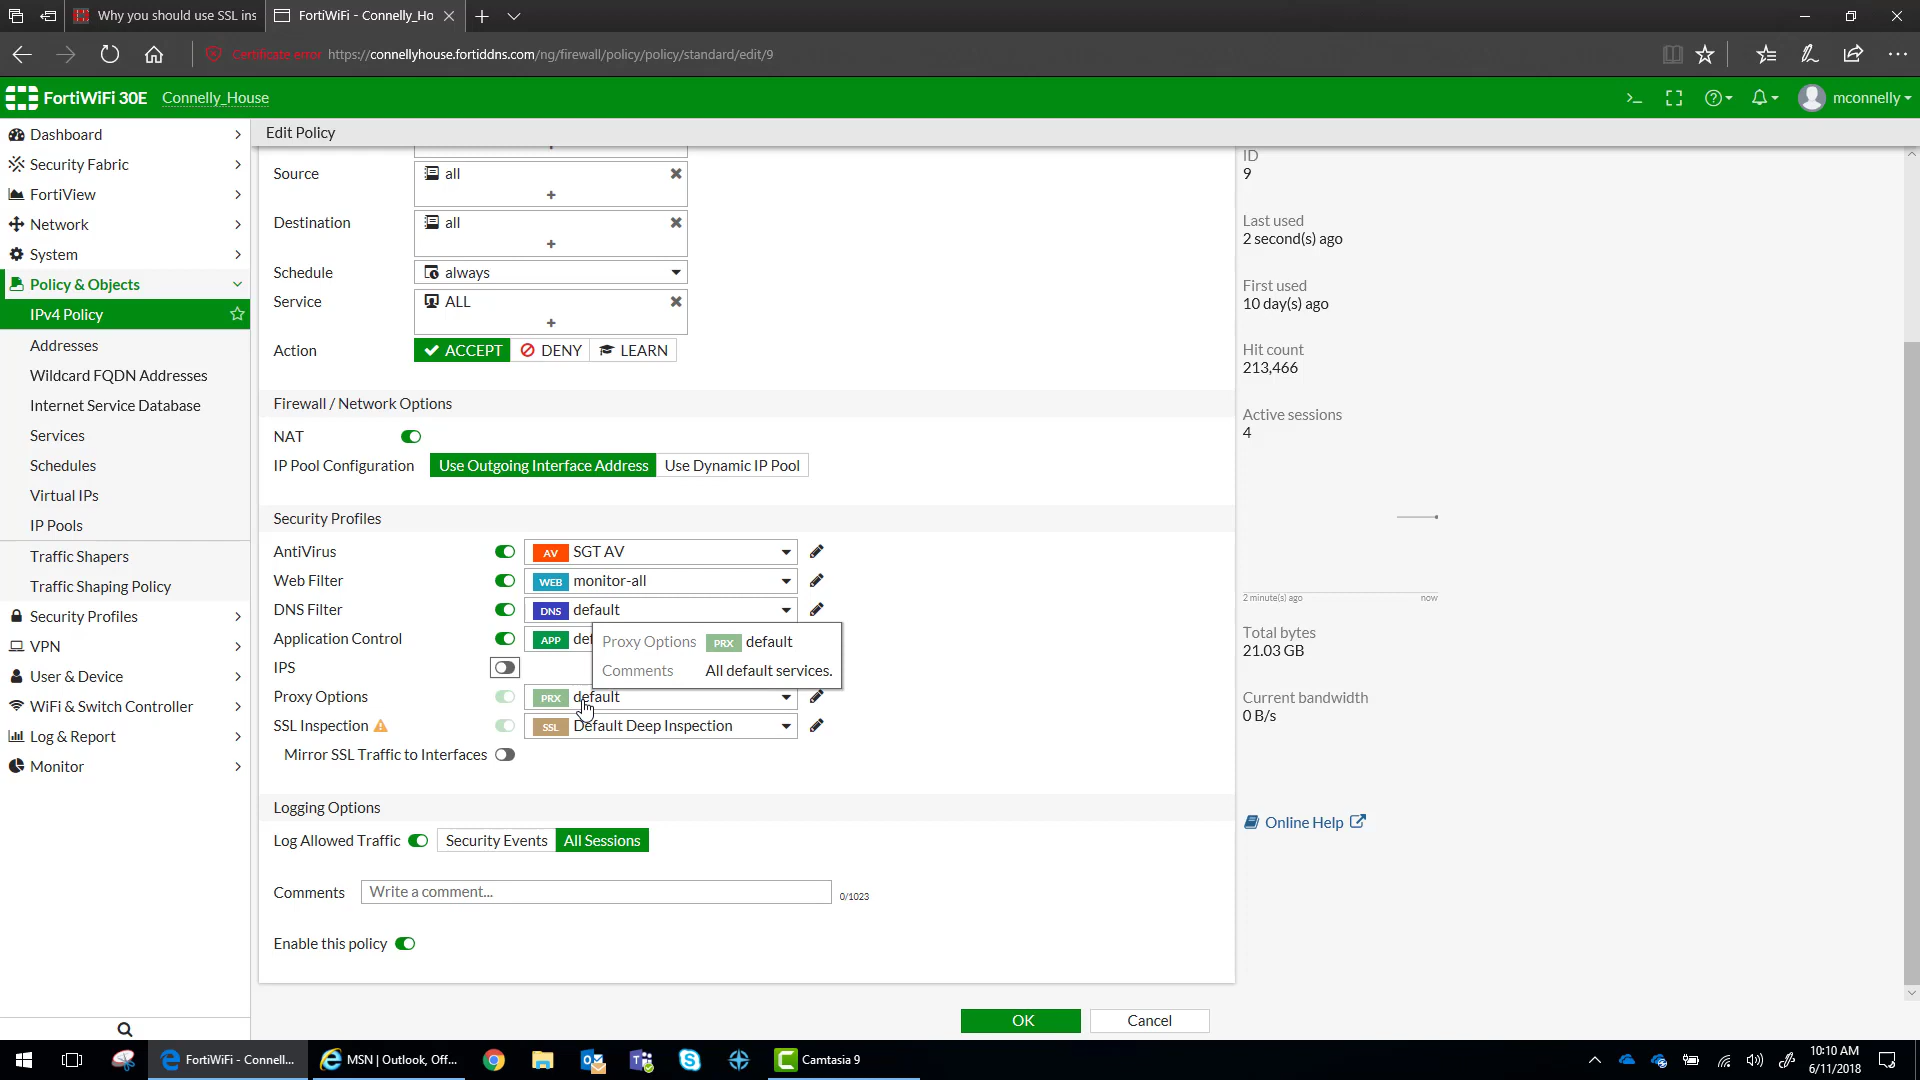 Why you should use SSL ins
FortiWiFi - Connelly_Ho
Certificate error https://connellyhouse.fortiddns.com/ng/firewall/policy/policy/standard/edit/9
FortiWiFi 30E Connelly_House
mconnelly
Dashboard
Security Fabric
FortiView
Network
System
Policy & Objects
IPv4 Policy
Addresses
Wildcard FQDN Addresses
Internet Service Database
Services
Schedules
Virtual IPs
IP Pools
Traffic Shapers
Traffic Shaping Policy
Security Profiles
VPN
User & Device
WiFi & Switch Controller
Log & Report
Monitor
Edit Policy
Source all
Destination all
Schedule always
Service ALL
Action ACCEPT DENY LEARN
Firewall / Network Options
NAT
IP Pool Configuration Use Outgoing Interface Address Use Dynamic IP Pool
Security Profiles
AntiVirus AV SGT AV
Web Filter WEB monitor-all
DNS Filter DNS default
Application Control APP def
Proxy Options PRX default
Comments All default services.
IPS
Proxy Options PRX default
SSL Inspection SSL Default Deep Inspection
Mirror SSL Traffic to Interfaces
Logging Options
Log Allowed Traffic Security Events All Sessions
Comments Write a comment... 0/1023
Enable this policy
OK Cancel
ID
9
Last used
2 second(s) ago
First used
10 day(s) ago
Hit count
213,466
Active sessions
4
2 minute(s) ago now
Total bytes
21.03 GB
Current bandwidth
0 B/s
Online Help
FortiWiFi - Connell...
MSN | Outlook, Off...
Camtasia 9
10:10 AM
6/11/2018